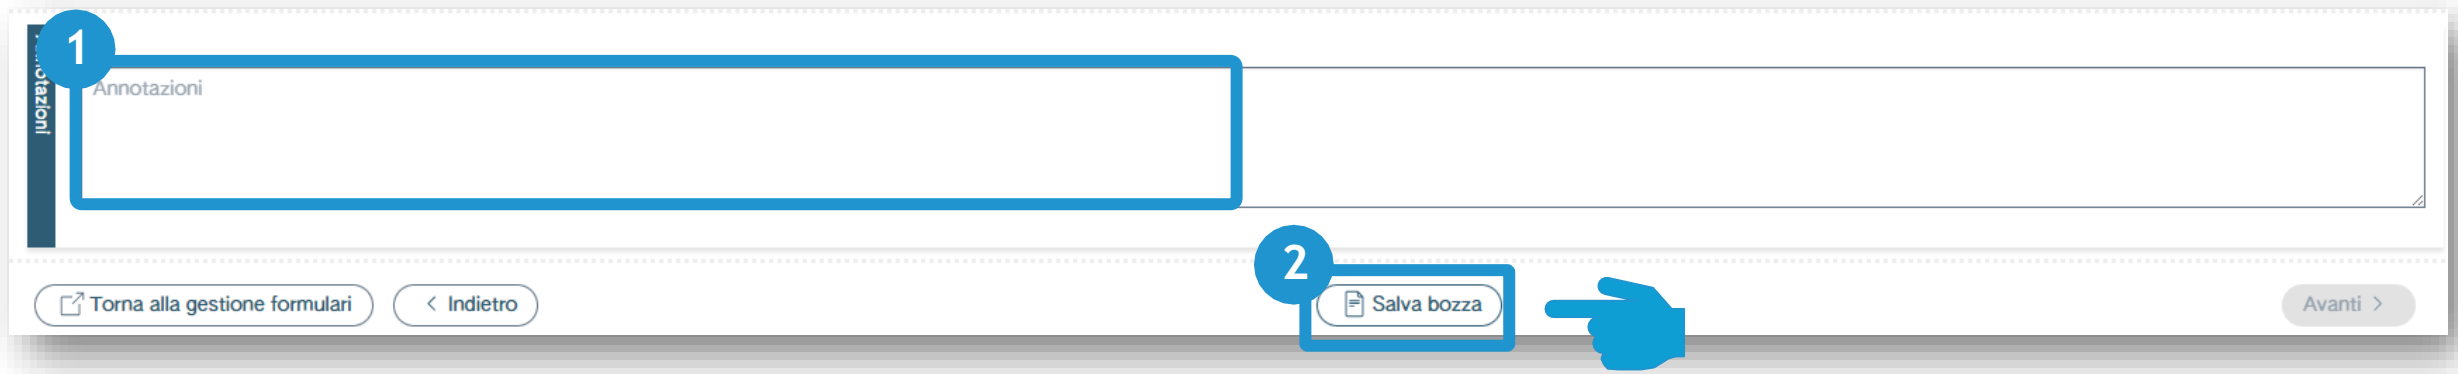 1
Annotazioni
2
Torna alla gestione formulari
Indietro
Salva bozza
Avanti